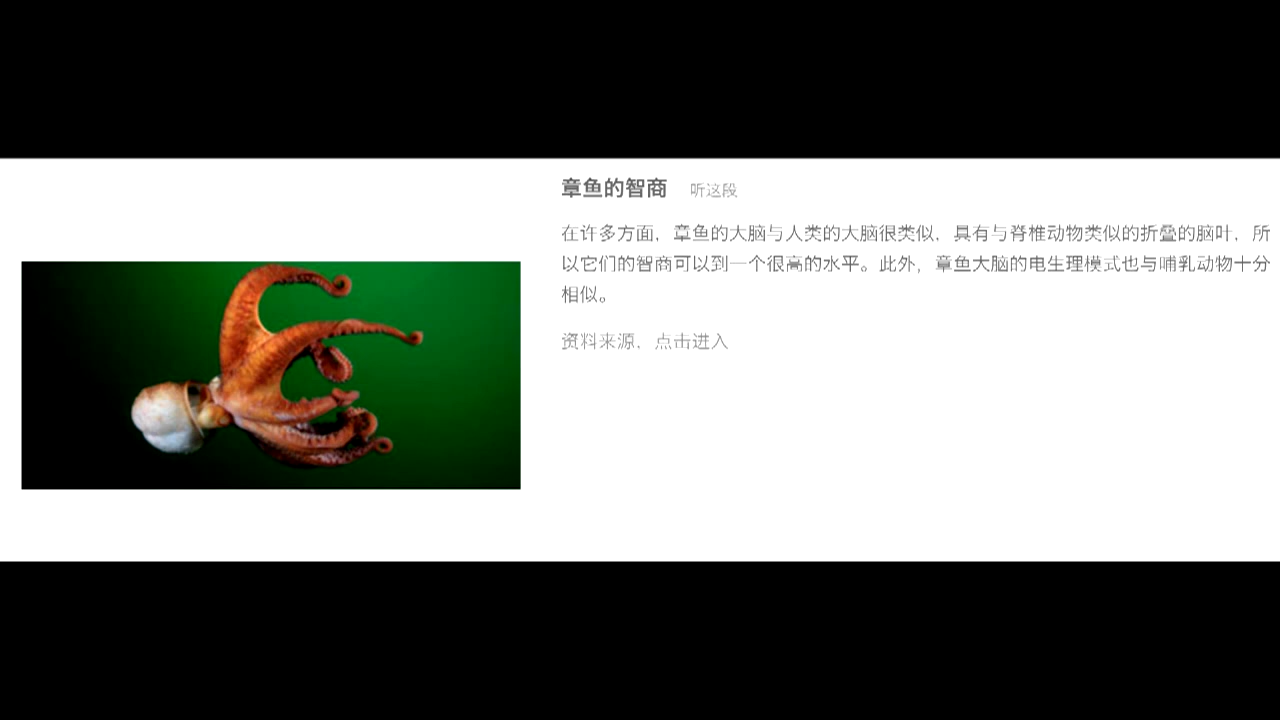 章鱼的智商 听这段
在许多方面，章鱼的大脑与人类的大脑很类似，具有与脊椎动物类似的折叠的脑叶，所
以它们的智商可以到一个很高的水平。此外，章鱼大脑的电生理模式也与哺乳动物十分
相似。
资料来源，点击进入